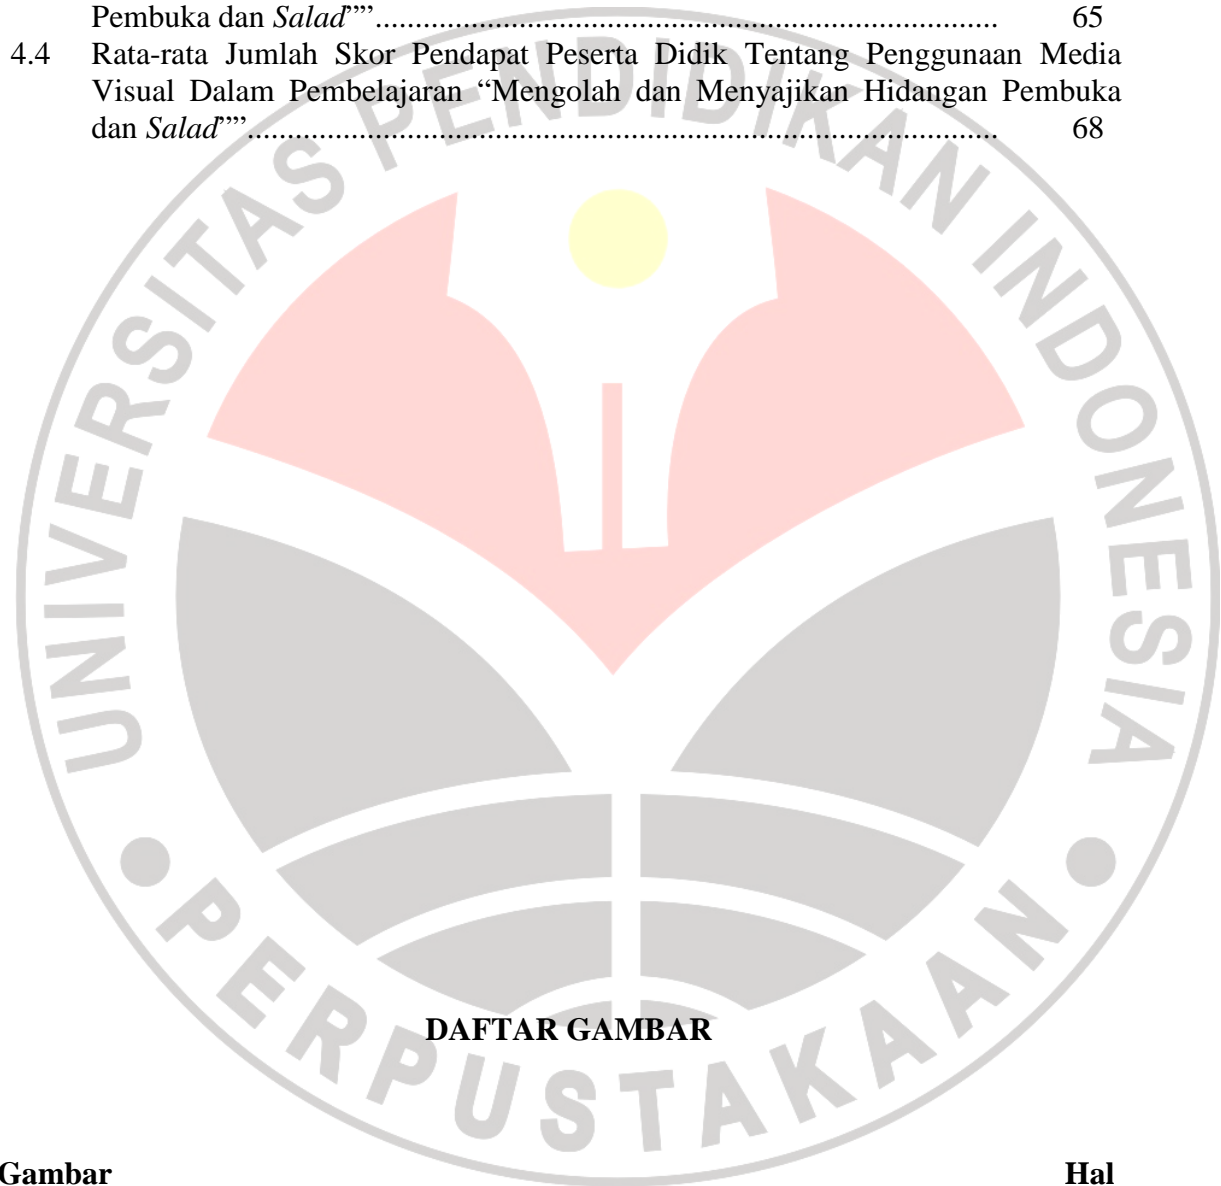 Pembuka dan Salad””................................................................................ 65
4.4 Rata-rata Jumlah Skor Pendapat Peserta Didik Tentang Penggunaan Media
Visual Dalam Pembelajaran “Mengolah dan Menyajikan Hidangan Pembuka
dan Salad””................................................................................................ 68
UNIVERSITAS PENDIDIKAN INDONESIA
DAFTAR GAMBAR
PERPUSTAKAAN
Gambar Hal